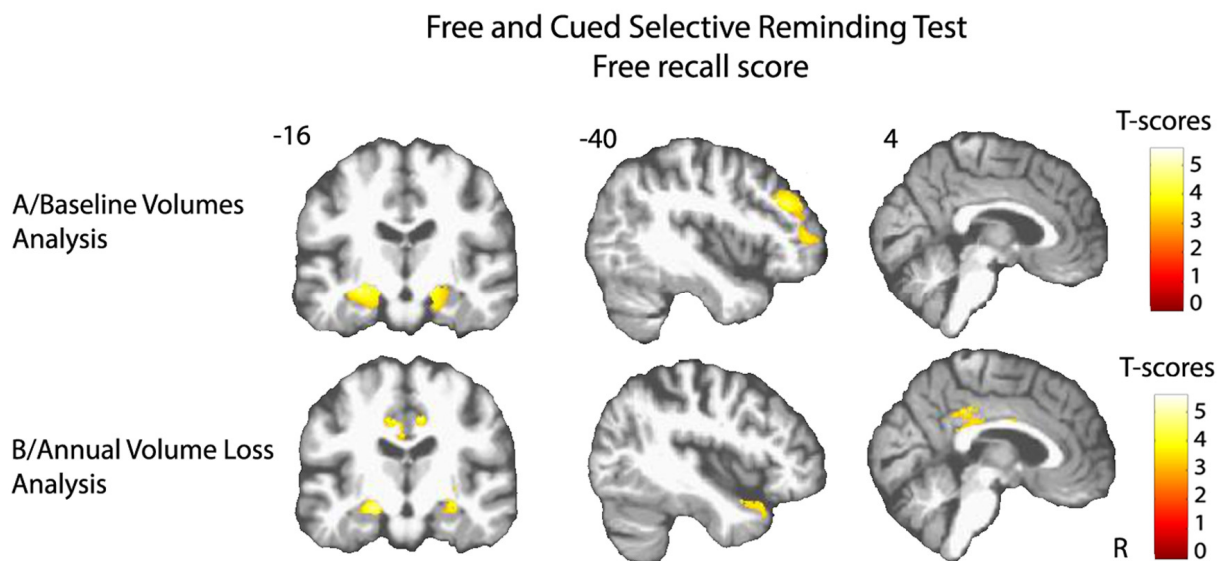 Free and Cued Selective Reminding Test
Free recall score
-16
-40
4
T-scores
5
4
3
2
1
0
A/Baseline Volumes
Analysis
T-scores
5
4
3
2
1
0
B/Annual Volume Loss
Analysis
R